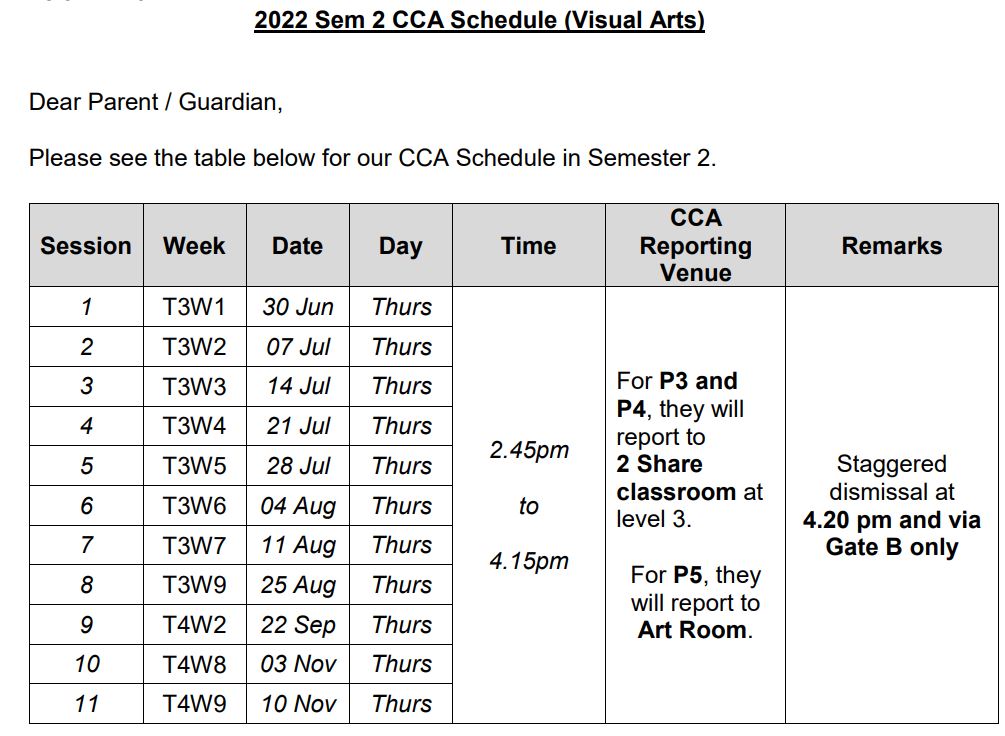 2022 Sem 2 CCA Schedule (Visual Arts)
Dear Parent / Guardian,
Please see the table below for our CCA Schedule in Semester 2.
Session Week Date Day Time CCA Reporting Venue Remarks
1 T3W1 30 Jun Thurs
2 T3W2 07 Jul Thurs
3 T3W3 14 Jul Thurs
4 T3W4 21 Jul Thurs
5 T3W5 28 Jul Thurs
6 T3W6 04 Aug Thurs
7 T3W7 11 Aug Thurs
8 T3W9 25 Aug Thurs
9 T4W2 22 Sep Thurs
10 T4W8 03 Nov Thurs
11 T4W9 10 Nov Thurs
2.45pm
to
4.15pm
For P3 and
P4, they will
report to
2 Share
classroom at
level 3.
For P5, they
will report to
Art Room.
Staggered
dismissal at
4.20 pm and via
Gate B only